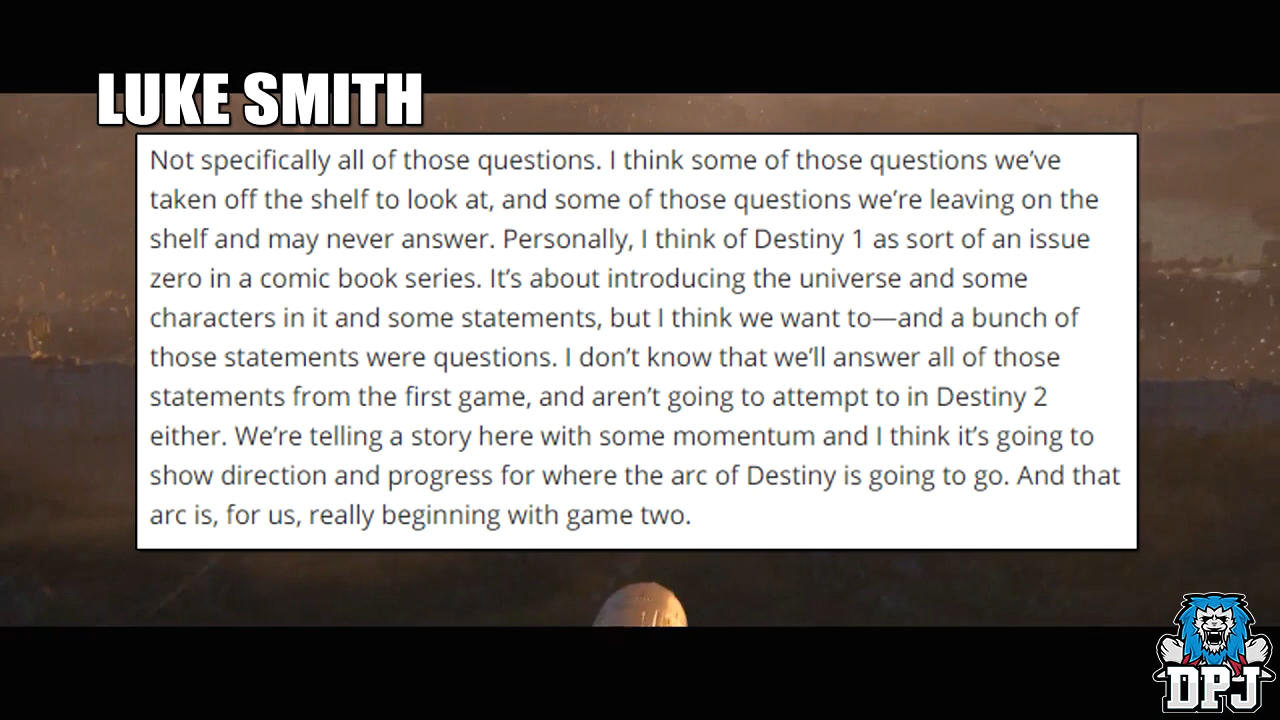 LUKE SMITH
Not specifically all of those questions. I think some of those questions we’ve
taken off the shelf to look at, and some of those questions we’re leaving on the
shelf and may never answer. Personally, I think of Destiny 1 as sort of an issue
zero in a comic book series. It’s about introducing the universe and some
characters in it and some statements, but I think we want to—and a bunch of
those statements were questions. I don’t know that we’ll answer all of those
statements from the first game, and aren’t going to attempt to in Destiny 2
either. We’re telling a story here with some momentum and I think it’s going to
show direction and progress for where the arc of Destiny is going to go. And that
arc is, for us, really beginning with game two.
DPJ